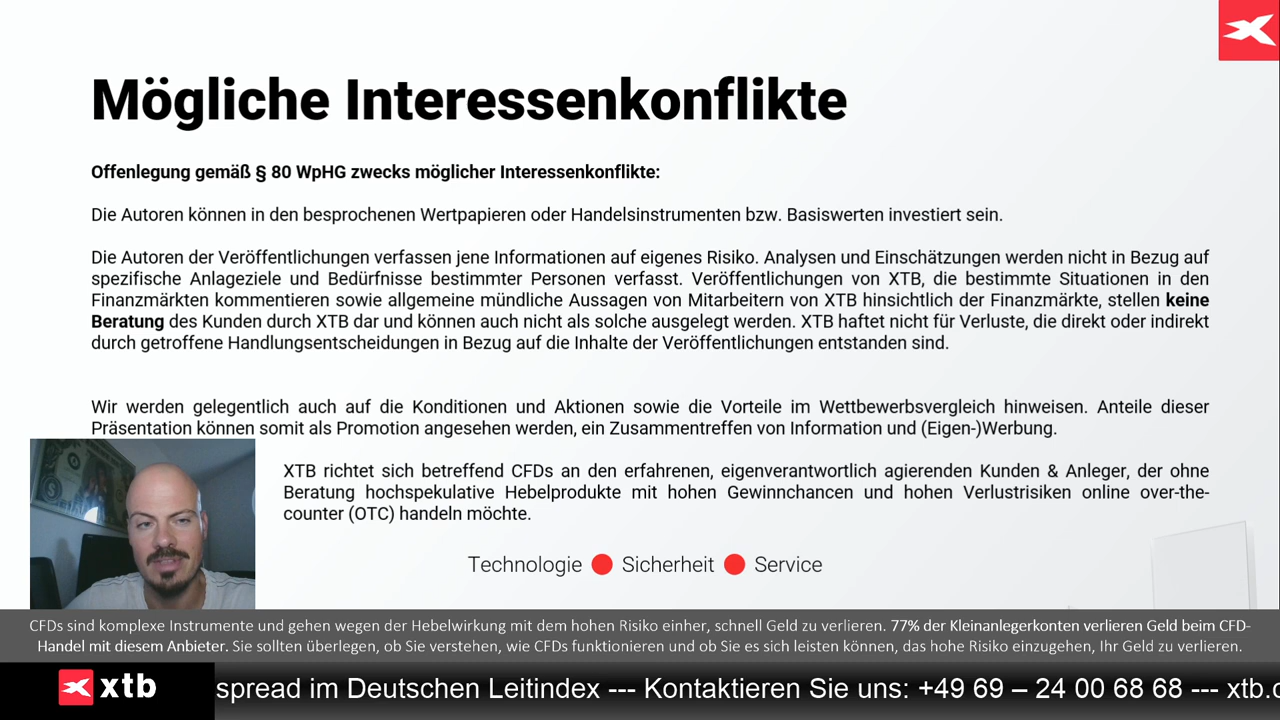 Mögliche Interessenkonflikte
Offenlegung gemäß § 80 WpHG zwecks möglicher Interessenkonflikte:
Die Autoren können in den besprochenen Wertpapieren oder Handelsinstrumenten bzw. Basiswerten investiert sein.
Die Autoren der Veröffentlichungen verfassen jene Informationen auf eigenes Risiko. Analysen und Einschätzungen werden nicht in Bezug auf
spezifische Anlageziele und Bedürfnisse bestimmter Personen verfasst. Veröffentlichungen von XTB, die bestimmte Situationen in den
Finanzmärkten kommentieren sowie allgemeine mündliche Aussagen von Mitarbeitern von XTB hinsichtlich der Finanzmärkte, stellen keine
Beratung des Kunden durch XTB dar und können auch nicht als solche ausgelegt werden. XTB haftet nicht für Verluste, die direkt oder indirekt
durch getroffene Handlungsentscheidungen in Bezug auf die Inhalte der Veröffentlichungen entstanden sind.
Wir werden gelegentlich auch auf die Konditionen und Aktionen sowie die Vorteile im Wettbewerbsvergleich hinweisen. Anteile dieser
Präsentation können somit als Promotion angesehen werden, ein Zusammentreffen von Information und (Eigen-)Werbung.
XTB richtet sich betreffend CFDs an den erfahrenen, eigenverantwortlich agierenden Kunden & Anleger, der ohne
Beratung hochspekulative Hebelprodukte mit hohen Gewinnchancen und hohen Verlustrisiken online over-the-
counter (OTC) handeln möchte.
Technologie Sicherheit Service
CFDs sind komplexe Instrumente und gehen wegen der Hebelwirkung mit dem hohen Risiko einher, schnell Geld zu verlieren. 77% der Kleinanlegerkonten verlieren Geld beim CFD-
Handel mit diesem Anbieter. Sie sollten überlegen, ob Sie verstehen, wie CFDs funktionieren und ob Sie es sich leisten können, das hohe Risiko einzugehen, Ihr Geld zu verlieren.
xtb spread im Deutschen Leitindex --- Kontaktieren Sie uns: +49 69 – 24 00 68 68 --- xtb.